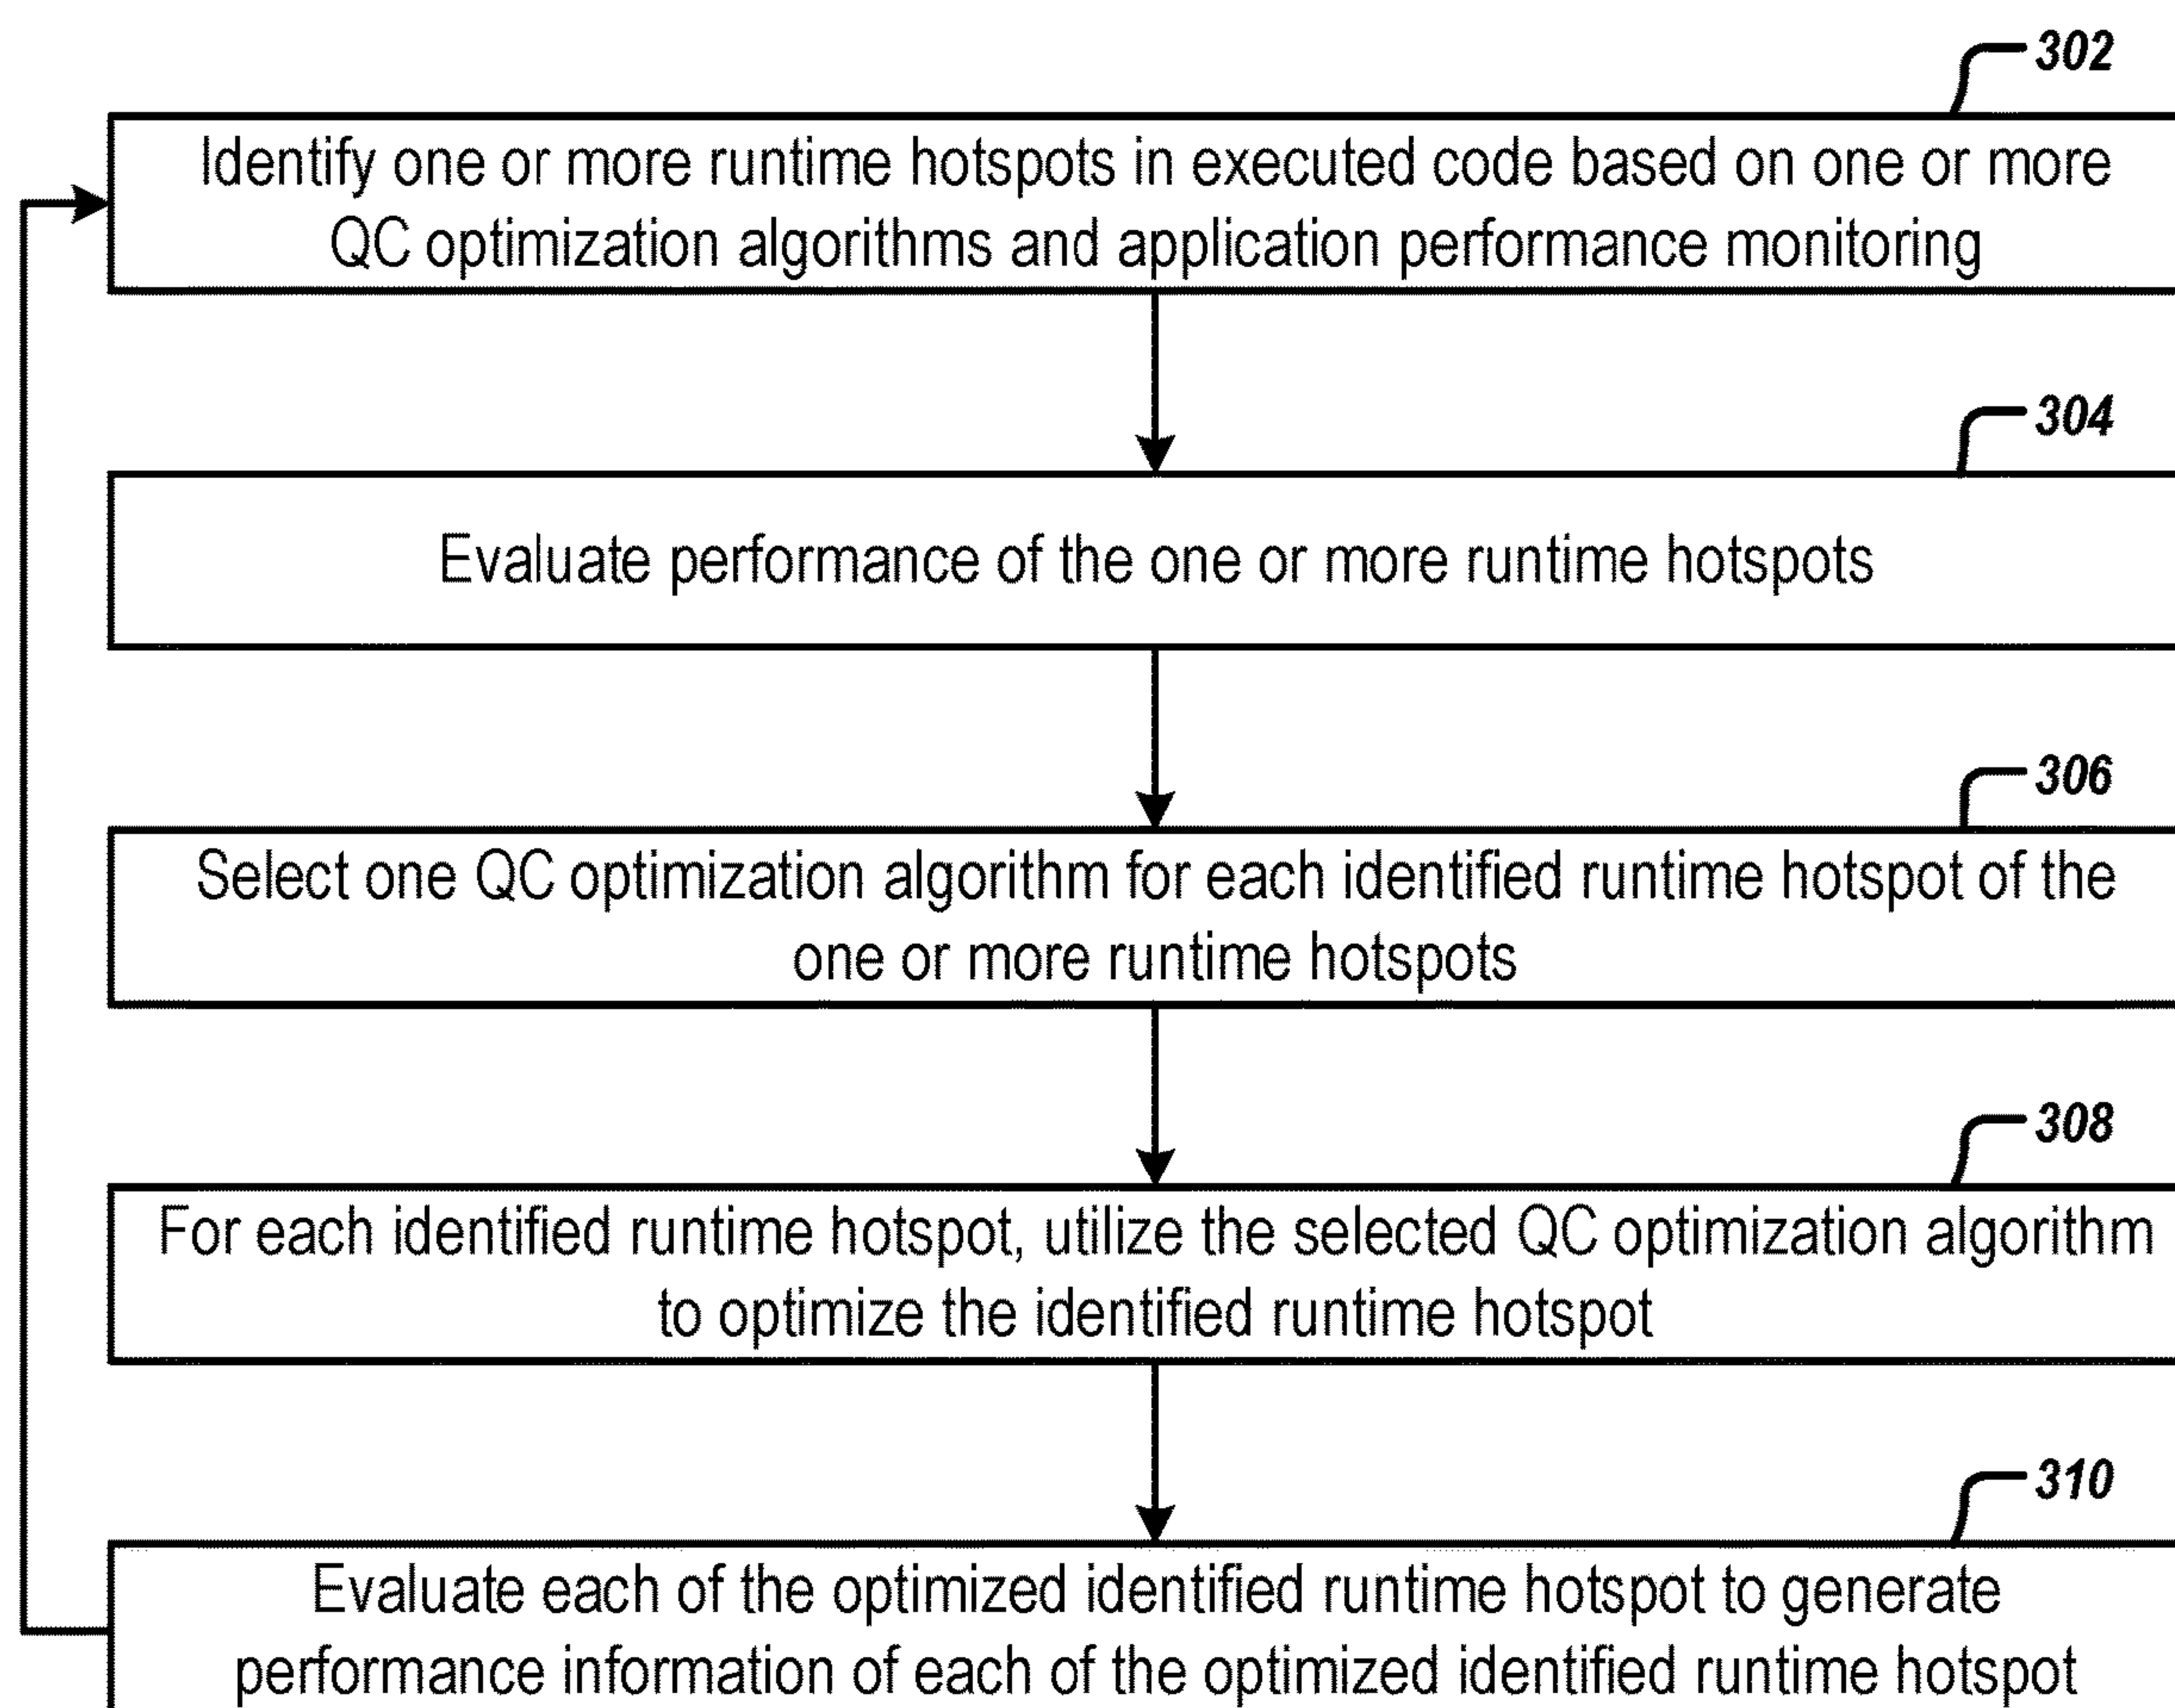 302
Identify one or more runtime hotspots in executed code based on one or more
QC optimization algorithms and application performance monitoring
304
Evaluate performance of the one or more runtime hotspots
306
Select one QC optimization algorithm for each identified runtime hotspot of the
one or more runtime hotspots
308
For each identified runtime hotspot, utilize the selected QC optimization algorithm
to optimize the identified runtime hotspot
310
Evaluate each of the optimized identified runtime hotspot to generate
performance information of each of the optimized identified runtime hotspot